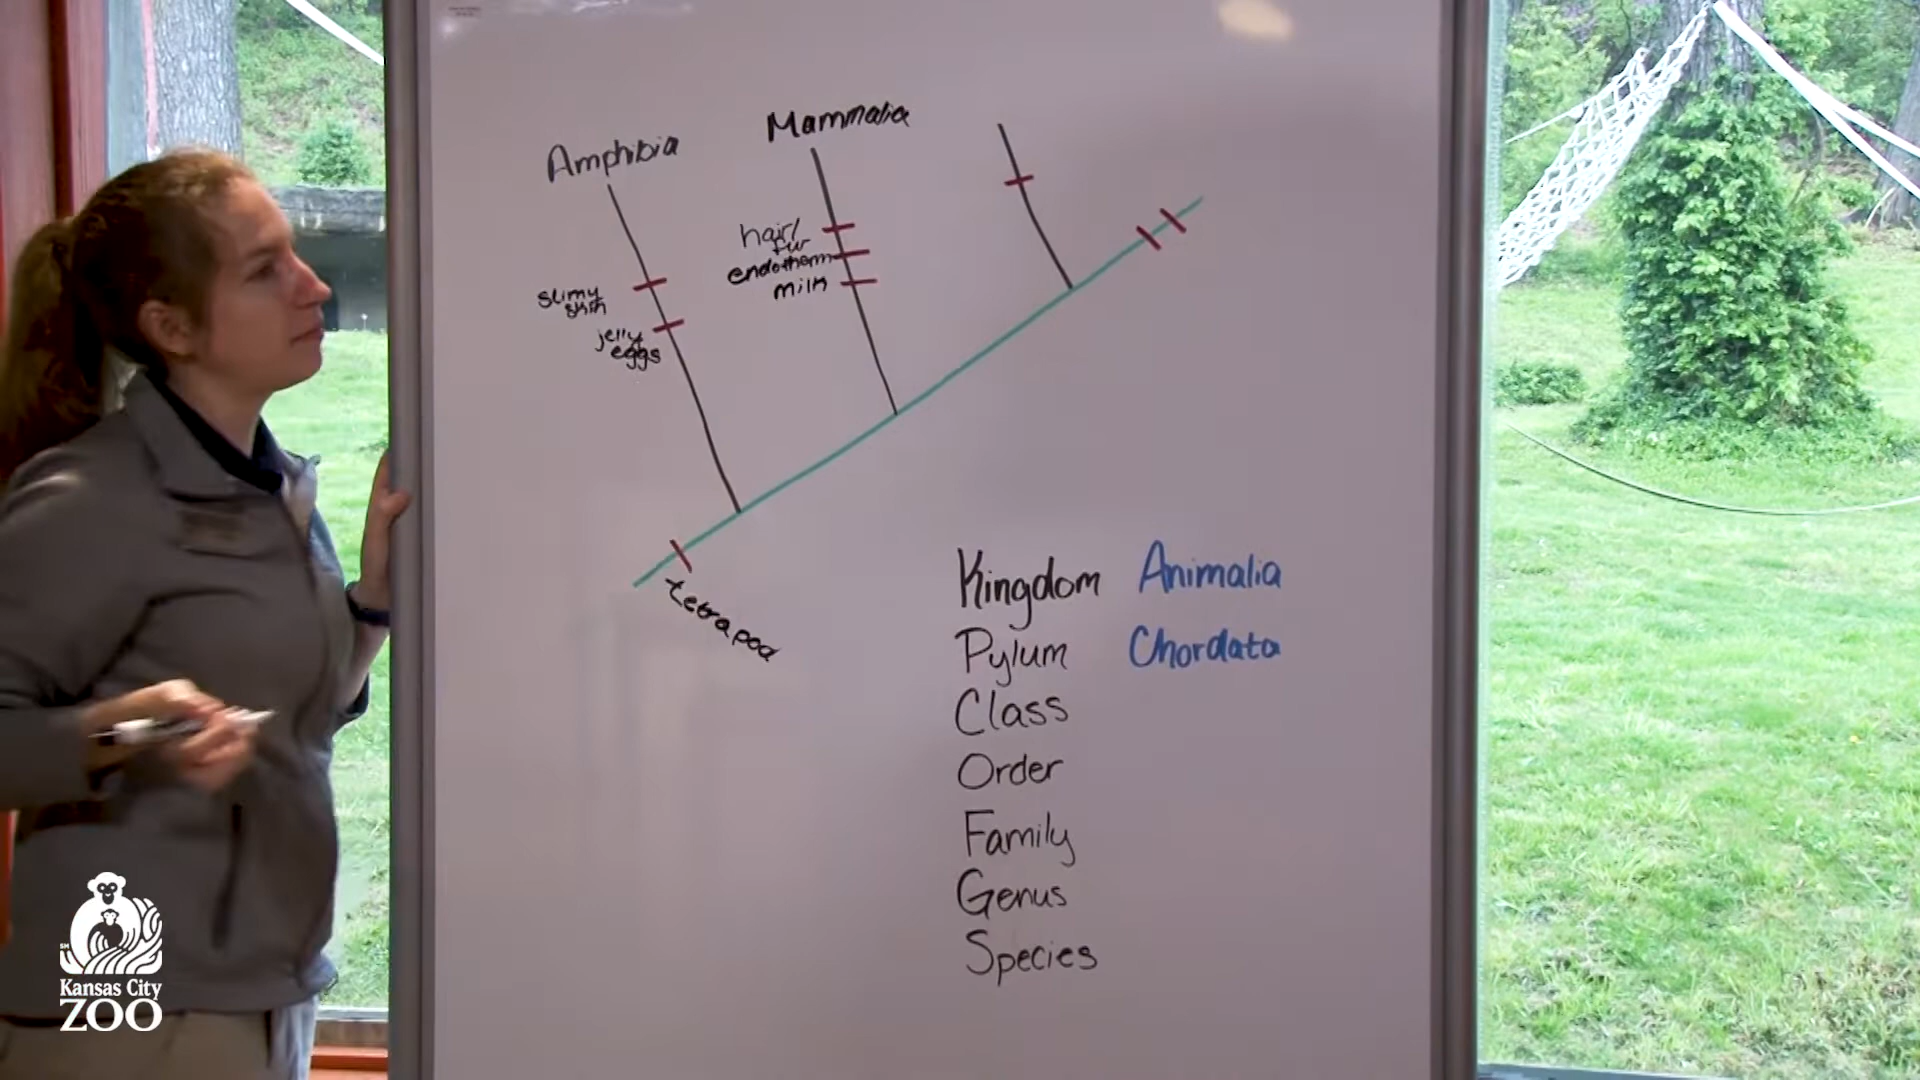 Amphibia
Mammalia
slimy
skin
jelly
eggs
hair/
fur
endotherm
milk
tetrapod
Kingdom Animalia
Pylum Chordata
Class
Order
Family
Genus
Species
SM
Kansas City
ZOO